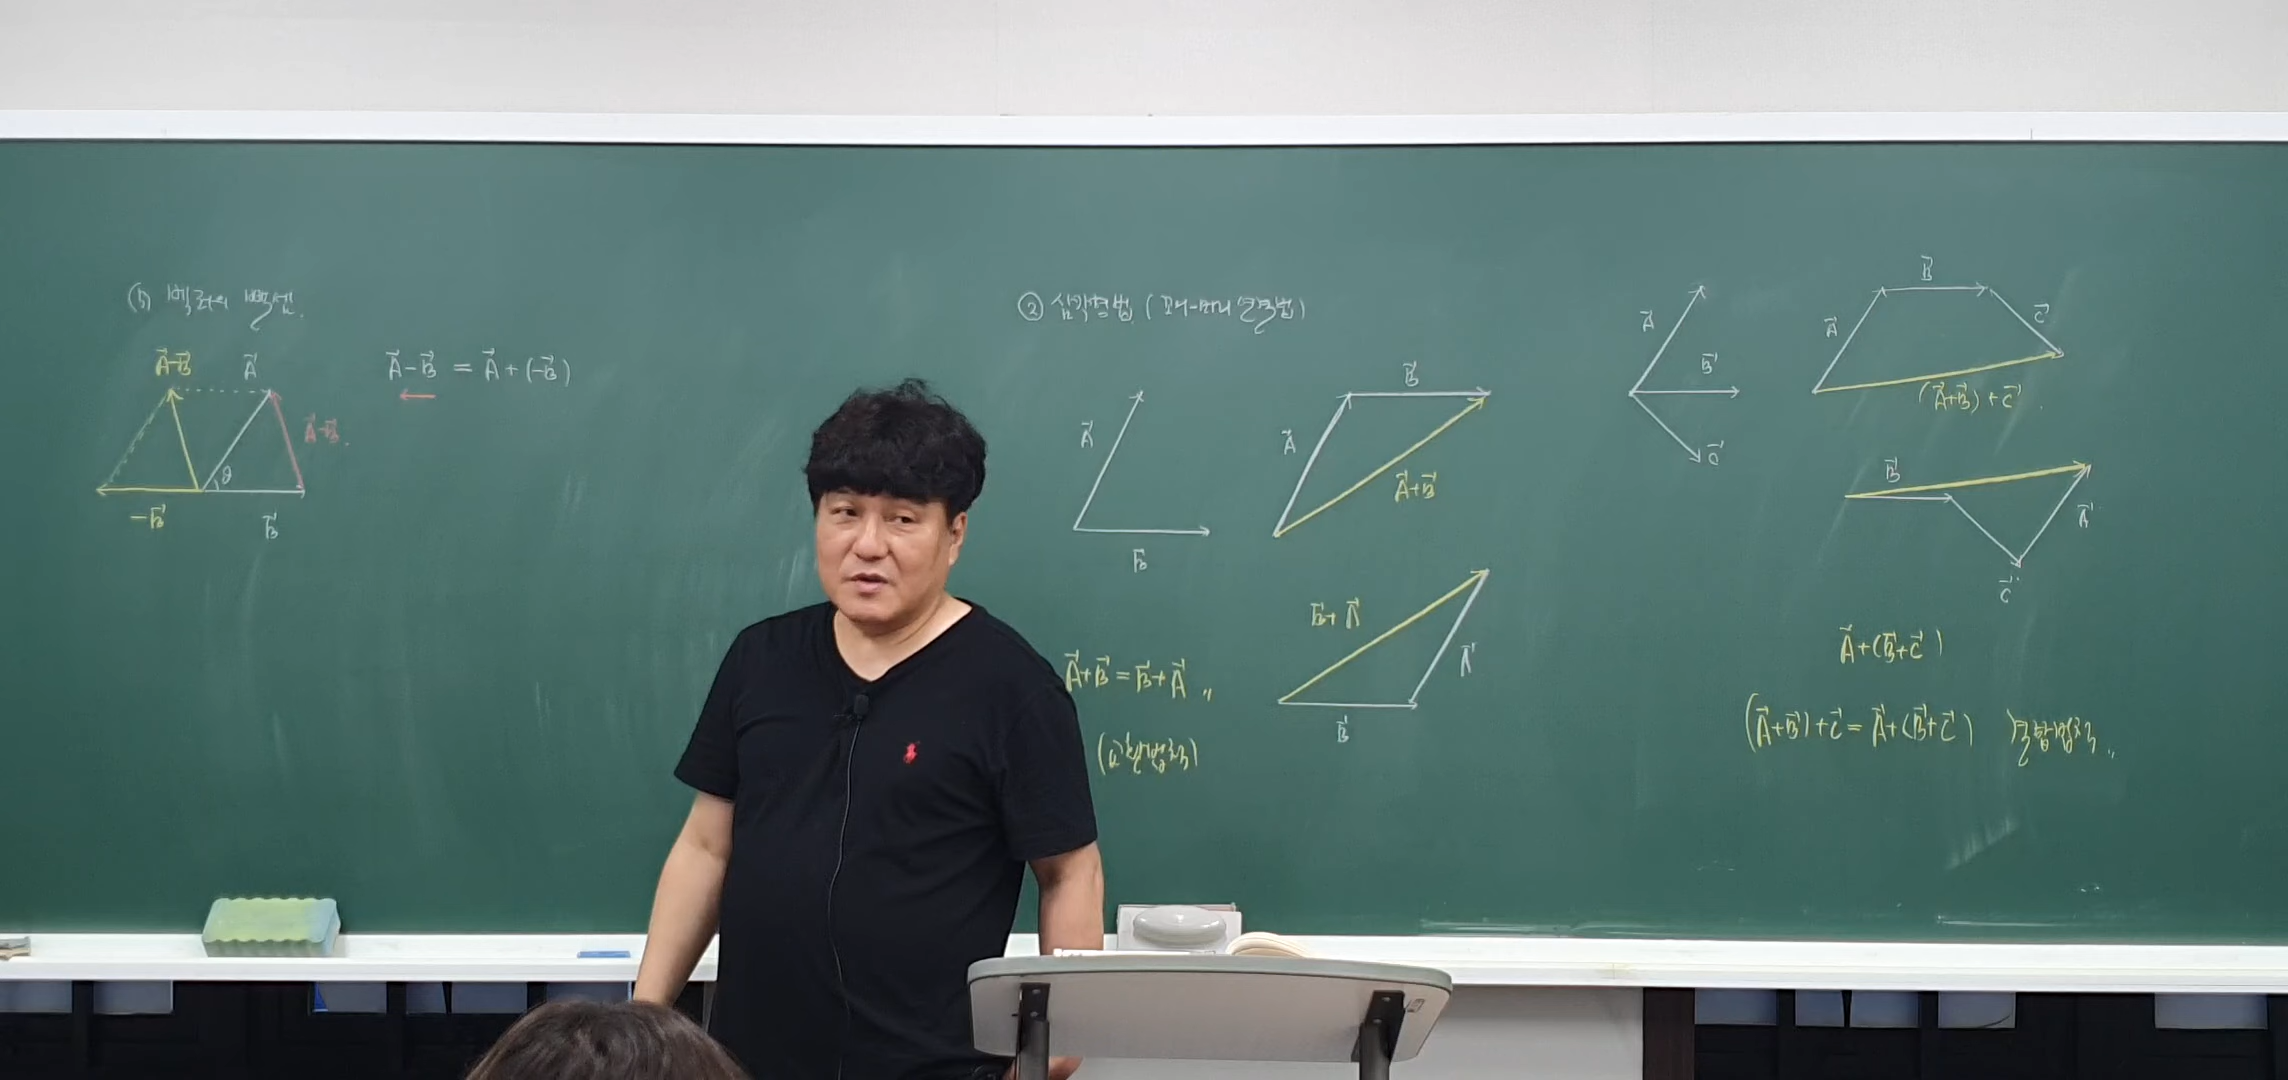 (5) 벡터의 뺄셈.
A⃗-B⃗
A⃗
A⃗-B⃗ = A⃗+(-B⃗)
A⃗-B⃗.
θ
-B⃗
B⃗
② 삼각형법 (꼬리-머리 연결법)
A⃗
B⃗
B⃗
A⃗
A⃗+B⃗
B⃗+A⃗
A⃗
B⃗
A⃗+B⃗ = B⃗+A⃗ 〃
(교환법칙)
A⃗
B⃗
C⃗
B⃗
A⃗
C⃗
(A⃗+B⃗)+C⃗.
B⃗
A⃗
C⃗
A⃗+(B⃗+C⃗)
(A⃗+B⃗)+C⃗ = A⃗+(B⃗+C⃗) )결합법칙 〃